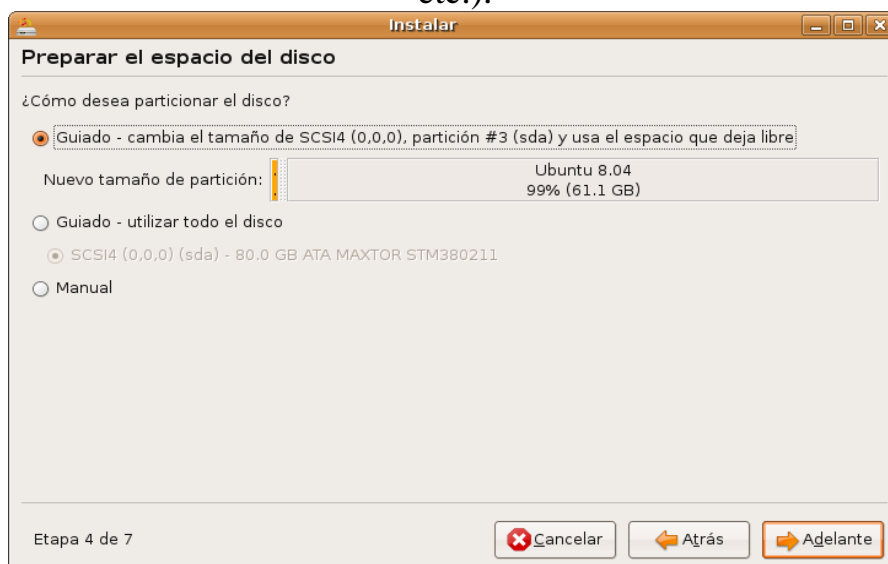 etc.).
Instalar
Preparar el espacio del disco
¿Cómo desea particionar el disco?
Guiado - cambia el tamaño de SCSI4 (0,0,0), partición #3 (sda) y usa el espacio que deja libre
Nuevo tamaño de partición:
Ubuntu 8.04
99% (61.1 GB)
Guiado - utilizar todo el disco
SCSI4 (0,0,0) (sda) - 80.0 GB ATA MAXTOR STM380211
Manual
Etapa 4 de 7
Cancelar
Atrás
Adelante